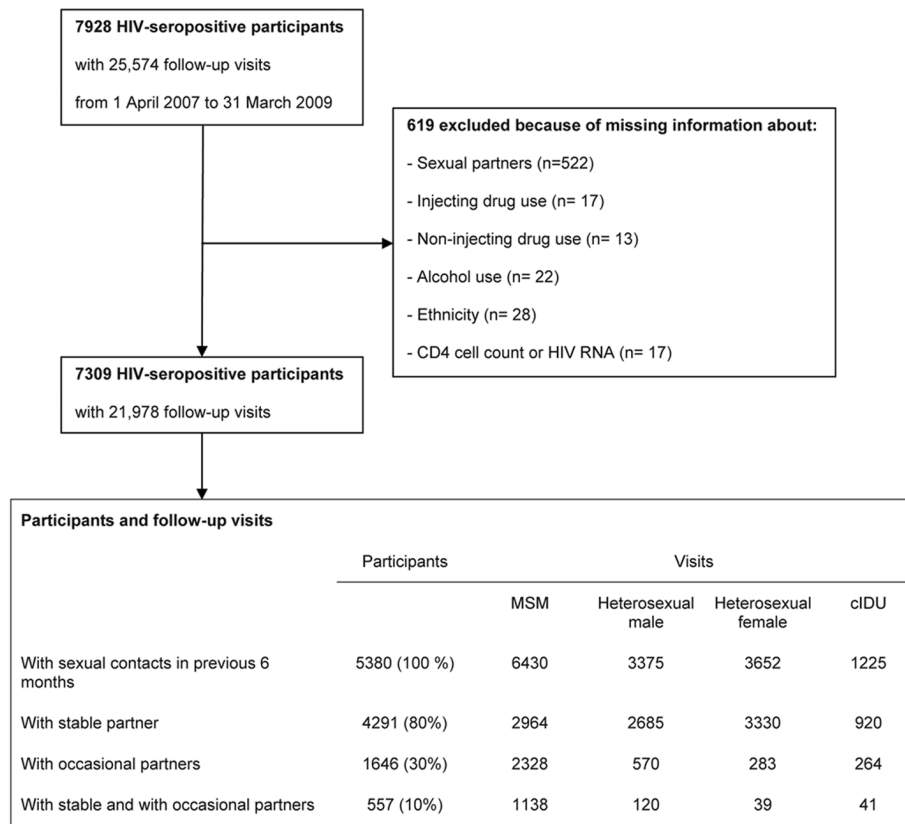 7928 HIV-seropositive participants
with 25,574 follow-up visits
from 1 April 2007 to 31 March 2009
619 excluded because of missing information about:
- Sexual partners (n=522)
- Injecting drug use (n= 17)
- Non-injecting drug use (n= 13)
- Alcohol use (n= 22)
- Ethnicity (n= 28)
- CD4 cell count or HIV RNA (n= 17)
7309 HIV-seropositive participants
with 21,978 follow-up visits
Participants and follow-up visits
Participants Visits
MSM Heterosexual male Heterosexual female cIDU
With sexual contacts in previous 6 months 5380 (100 %) 6430 3375 3652 1225
With stable partner 4291 (80%) 2964 2685 3330 920
With occasional partners 1646 (30%) 2328 570 283 264
With stable and with occasional partners 557 (10%) 1138 120 39 41